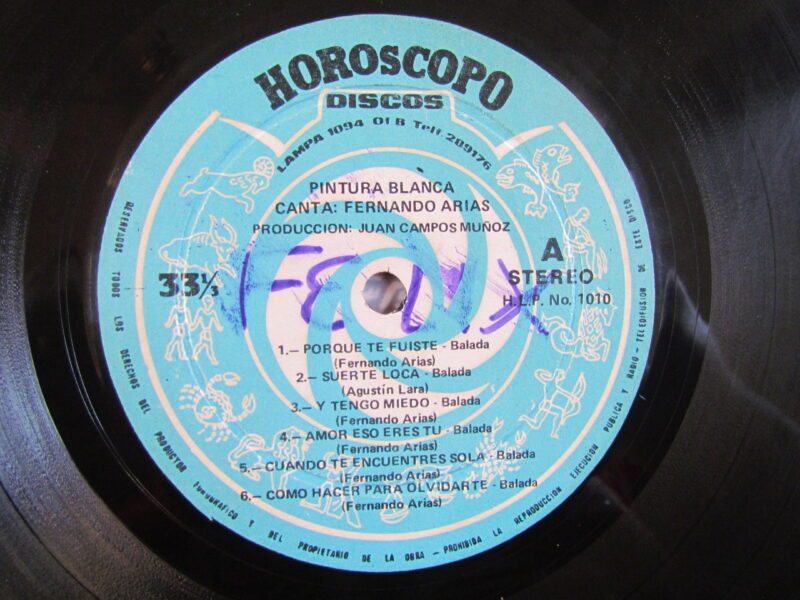 HOROSCOPO
DISCOS
LAMPA 1094 Of B Telf. 289176
PINTURA BLANCA
CANTA: FERNANDO ARIAS
PRODUCCION: JUAN CAMPOS MUÑOZ
A
33⅓
STEREO
H.L.P. No. 1010
FENIX
1.— PORQUE TE FUISTE - Balada
(Fernando Arias)
2.— SUERTE LOCA - Balada
(Agustín Lara)
3.— Y TENGO MIEDO - Balada
(Fernando Arias)
4.— AMOR ESO ERES TU - Balada
(Fernando Arias)
5.— CUANDO TE ENCUENTRES SOLA - Balada
(Fernando Arias)
6.— COMO HACER PARA OLVIDARTE - Balada
(Fernando Arias)
RESERVADOS TODOS LOS DERECHOS DEL PRODUCTOR FONOGRAFICO Y DEL PROPIETARIO DE LA OBRA — PROHIBIDA LA REPRODUCCION EJECUCION PUBLICA Y RADIO - TELEDIFUSION DE ESTE DISCO